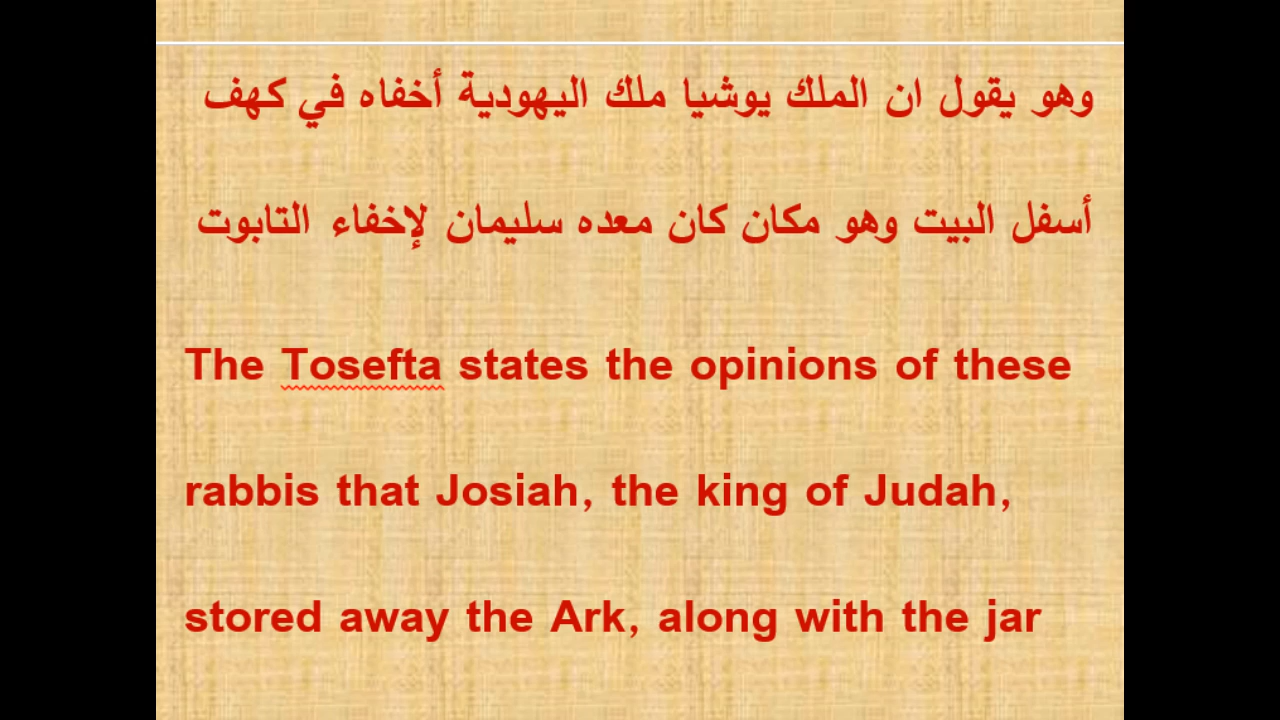 وهو يقول ان الملك يوشيا ملك اليهودية أخفاه في كهف
أسفل البيت وهو مكان كان معده سليمان لإخفاء التابوت
The Tosefta states the opinions of these
rabbis that Josiah, the king of Judah,
stored away the Ark, along with the jar